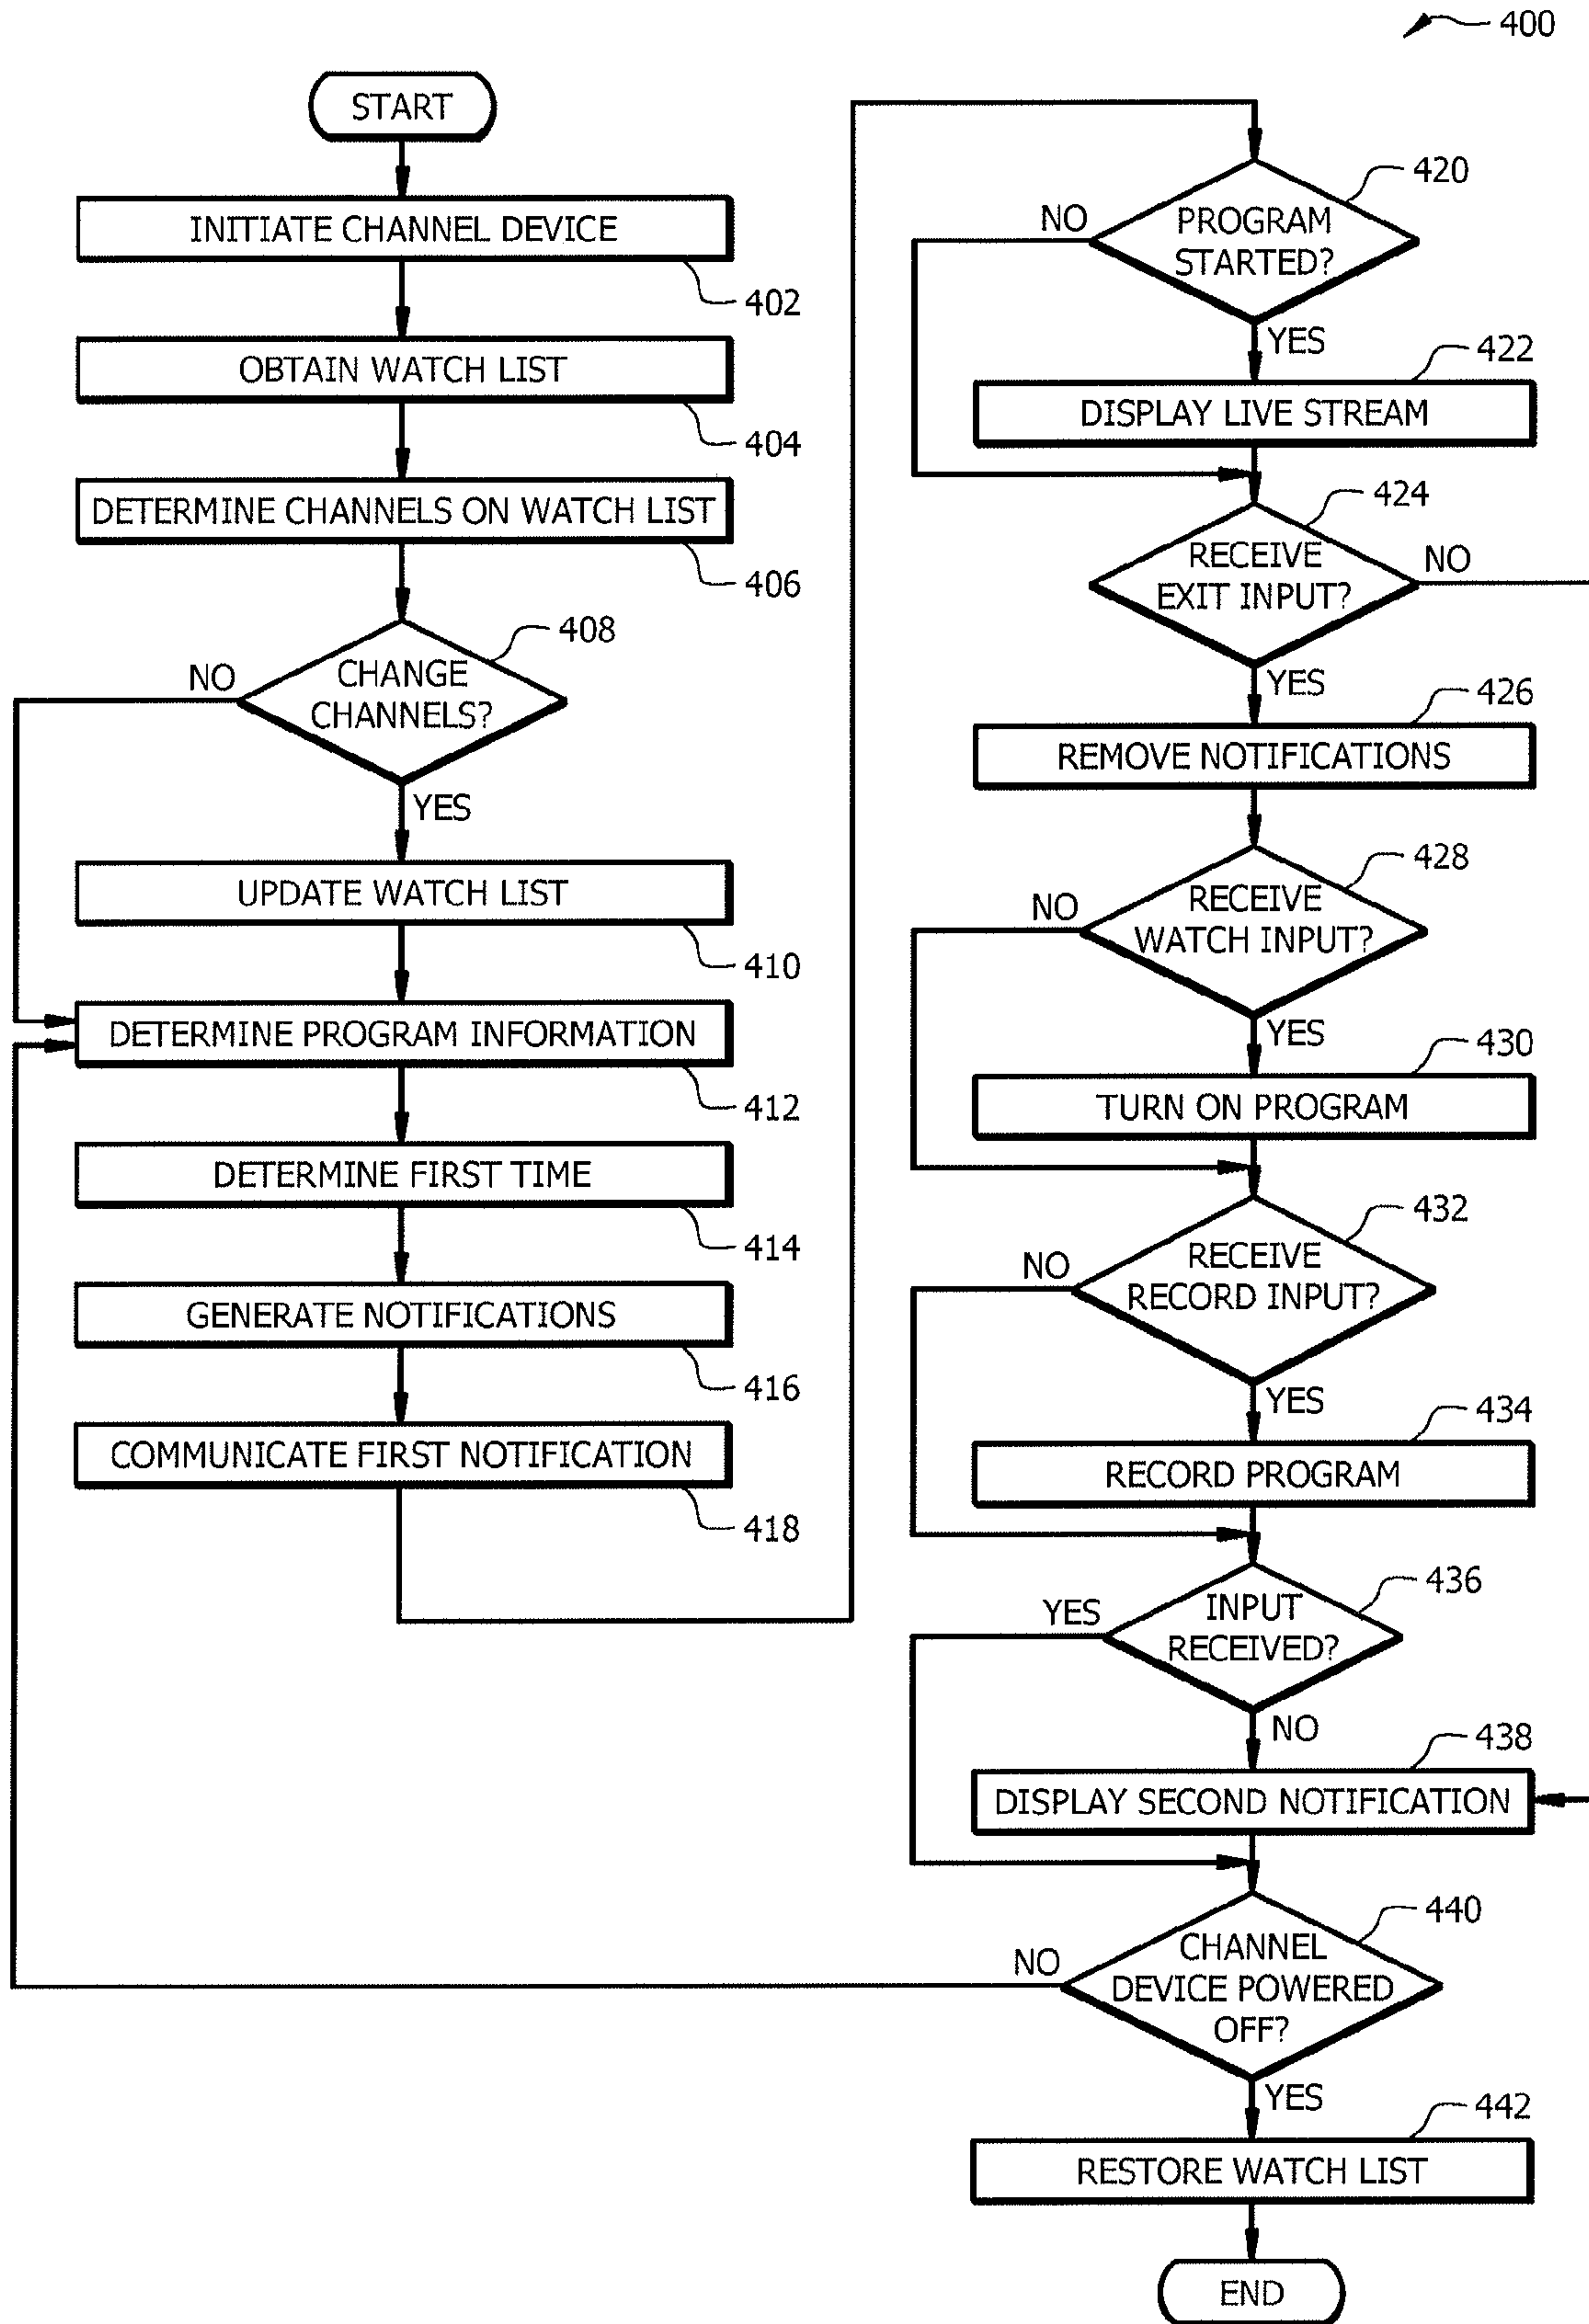 400
START
INITIATE CHANNEL DEVICE
402
OBTAIN WATCH LIST
404
DETERMINE CHANNELS ON WATCH LIST
406
CHANGE
CHANNELS?
408
NO
YES
UPDATE WATCH LIST
410
DETERMINE PROGRAM INFORMATION
412
DETERMINE FIRST TIME
414
GENERATE NOTIFICATIONS
416
COMMUNICATE FIRST NOTIFICATION
418
PROGRAM
STARTED?
420
NO
YES
422
DISPLAY LIVE STREAM
424
RECEIVE
EXIT INPUT?
NO
YES
426
REMOVE NOTIFICATIONS
428
RECEIVE
WATCH INPUT?
NO
YES
430
TURN ON PROGRAM
432
RECEIVE
RECORD INPUT?
NO
YES
434
RECORD PROGRAM
436
INPUT
RECEIVED?
YES
NO
438
DISPLAY SECOND NOTIFICATION
440
CHANNEL
DEVICE POWERED
OFF?
NO
YES
442
RESTORE WATCH LIST
END